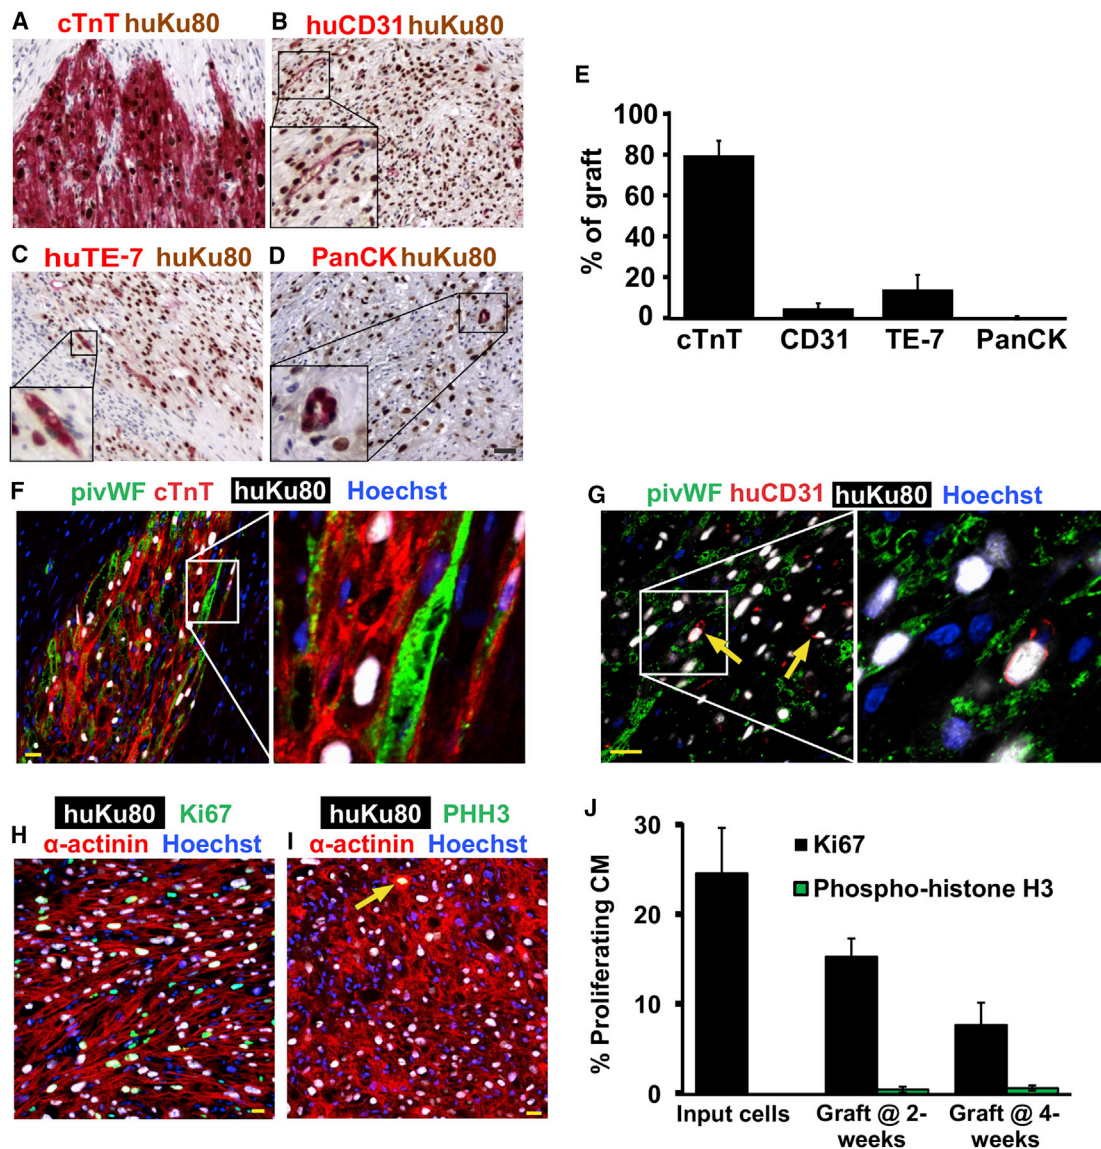 A cTnT huKu80
B huCD31 huKu80
C huTE-7 huKu80
D PanCK huKu80
E
% of graft
100
80
60
40
20
0
cTnT CD31 TE-7 PanCK
F pivWF cTnT huKu80 Hoechst
G pivWF huCD31 huKu80 Hoechst
H huKu80 Ki67
α-actinin Hoechst
I huKu80 PHH3
α-actinin Hoechst
J
% Proliferating CM
30
20
10
0
Ki67
Phospho-histone H3
Input cells
Graft @ 2-
weeks
Graft @ 4-
weeks